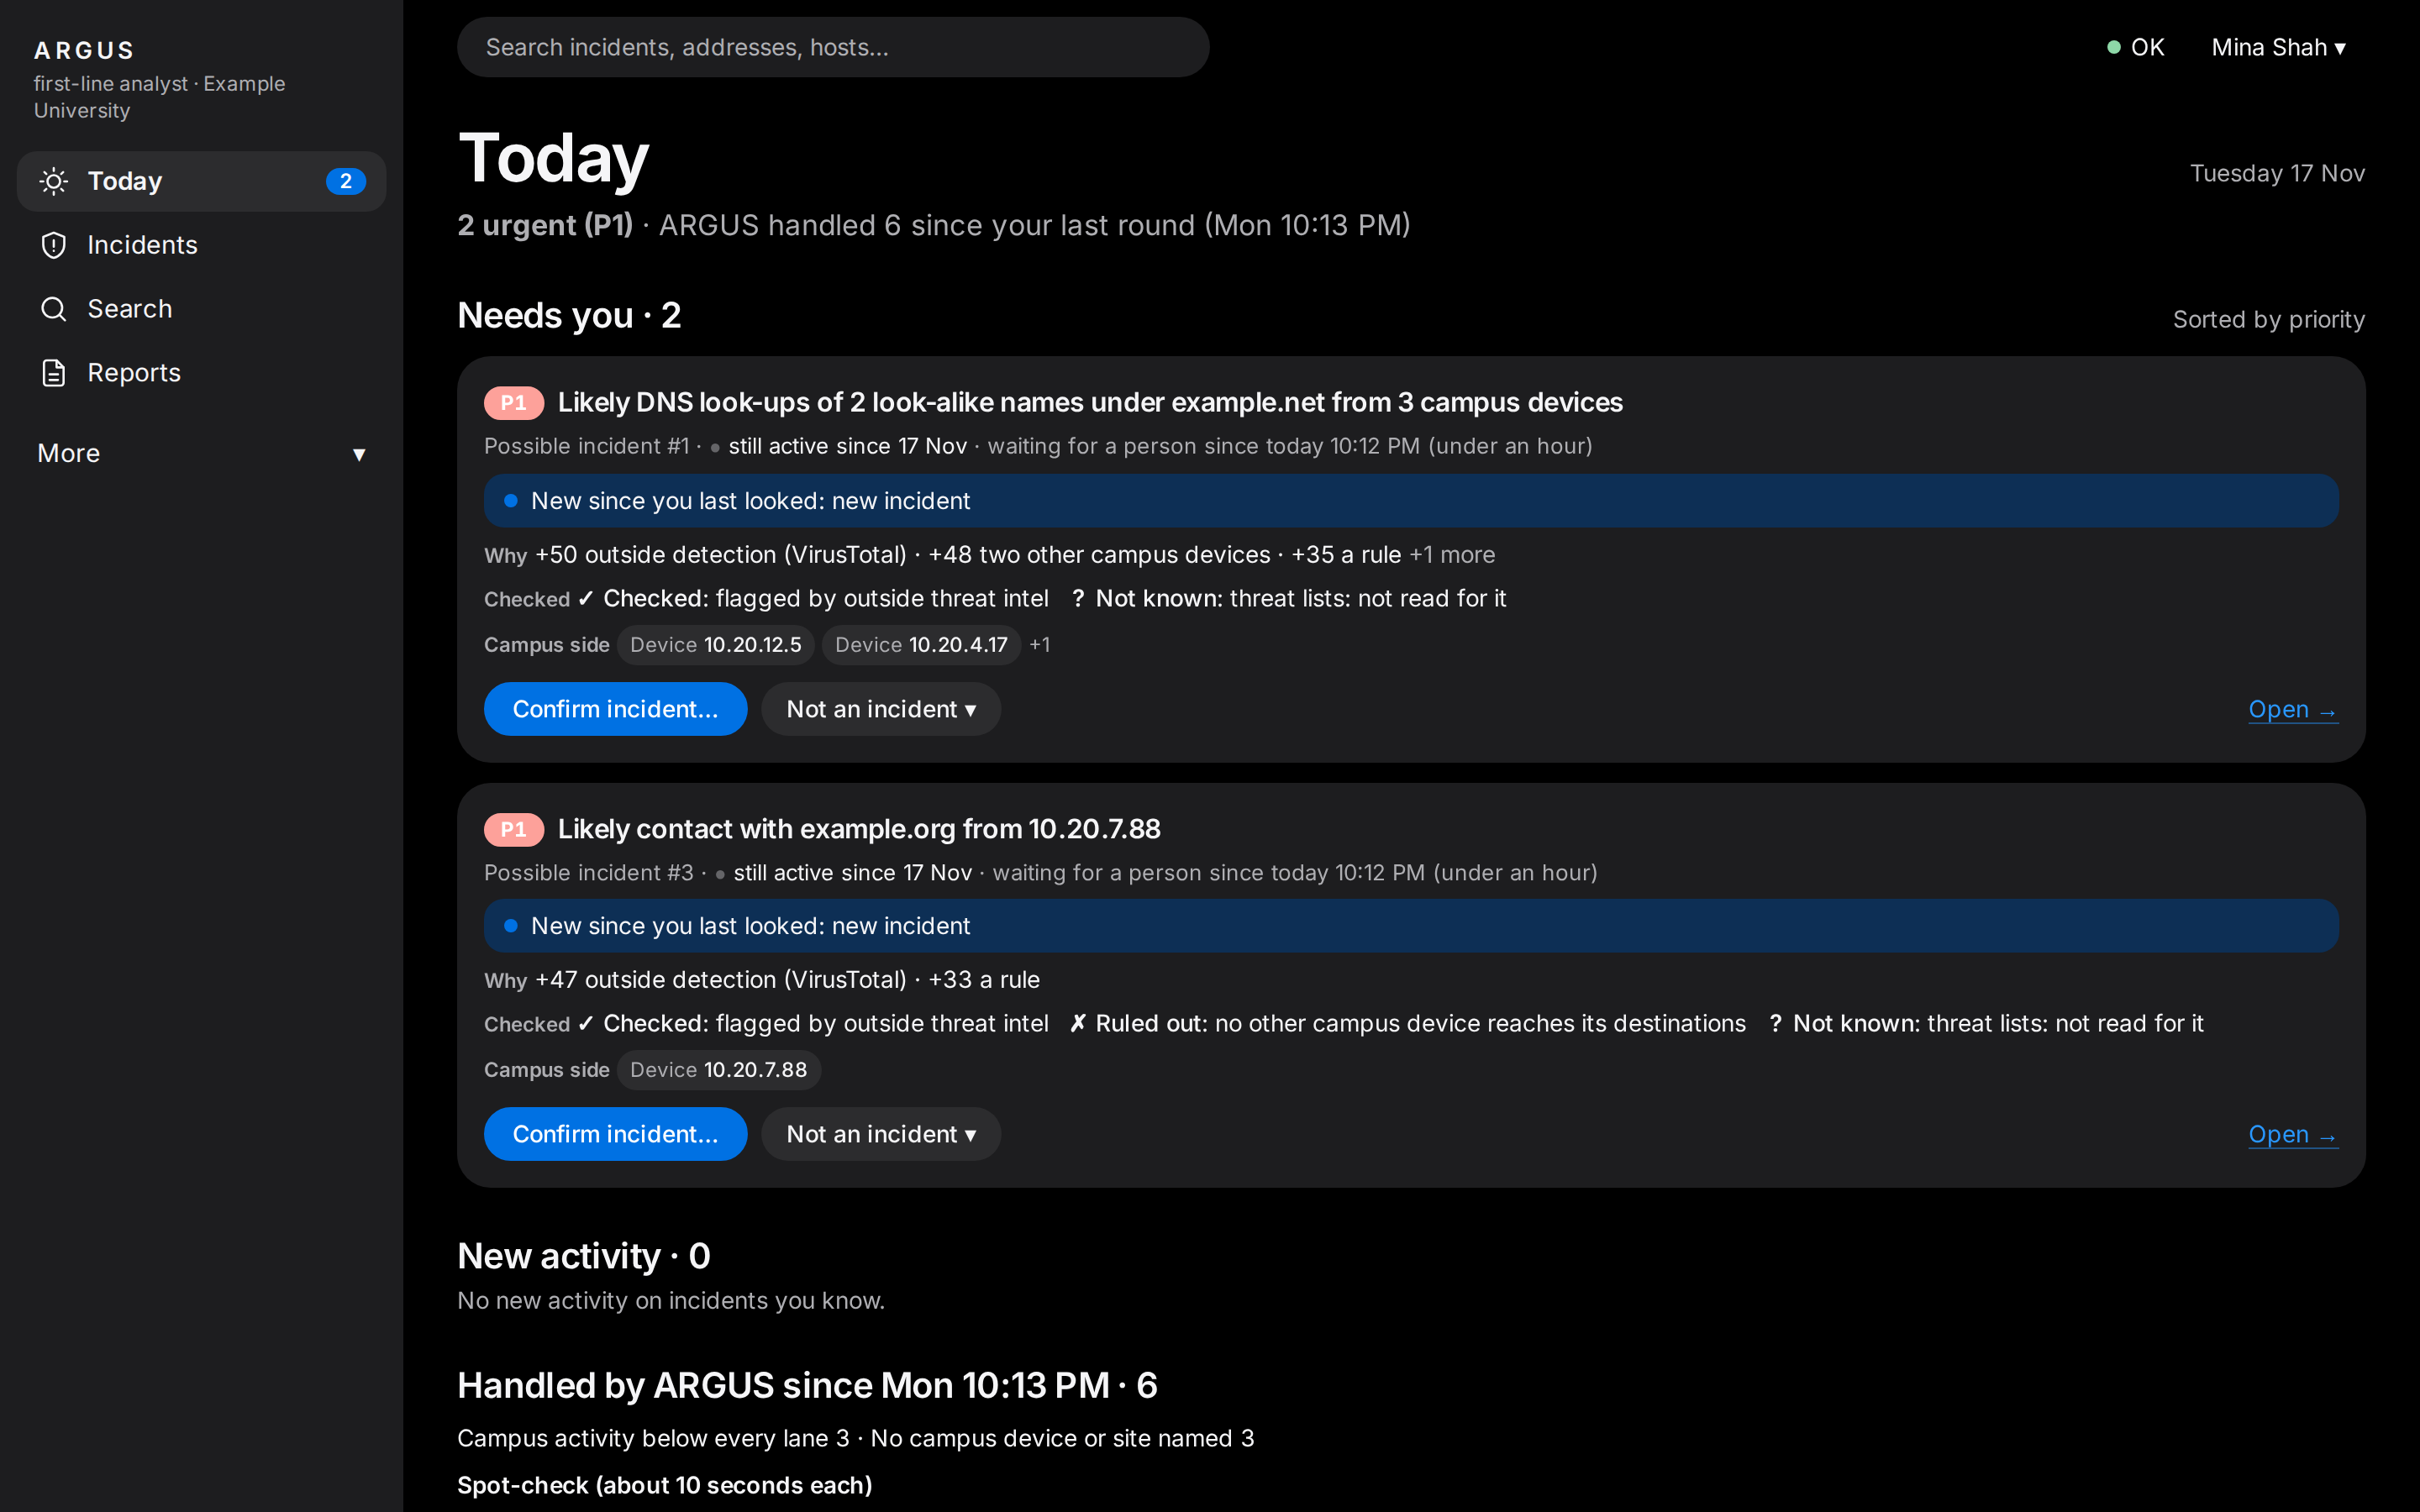 ARGUS
first-line analyst · Example
University
Today 2
Incidents
Search
Reports
More ▾
Search incidents, addresses, hosts...
OK
Mina Shah ▾
Today
Tuesday 17 Nov
2 urgent (P1) · ARGUS handled 6 since your last round (Mon 10:13 PM)
Needs you · 2
Sorted by priority
P1 Likely DNS look-ups of 2 look-alike names under example.net from 3 campus devices
Possible incident #1 · still active since 17 Nov · waiting for a person since today 10:12 PM (under an hour)
New since you last looked: new incident
Why +50 outside detection (VirusTotal) · +48 two other campus devices · +35 a rule +1 more
Checked ✓ Checked: flagged by outside threat intel ? Not known: threat lists: not read for it
Campus side Device 10.20.12.5 Device 10.20.4.17 +1
Confirm incident... Not an incident ▾ Open →
P1 Likely contact with example.org from 10.20.7.88
Possible incident #3 · still active since 17 Nov · waiting for a person since today 10:12 PM (under an hour)
New since you last looked: new incident
Why +47 outside detection (VirusTotal) · +33 a rule
Checked ✓ Checked: flagged by outside threat intel ✗ Ruled out: no other campus device reaches its destinations ? Not known: threat lists: not read for it
Campus side Device 10.20.7.88
Confirm incident... Not an incident ▾ Open →
New activity · 0
No new activity on incidents you know.
Handled by ARGUS since Mon 10:13 PM · 6
Campus activity below every lane 3 · No campus device or site named 3
Spot-check (about 10 seconds each)